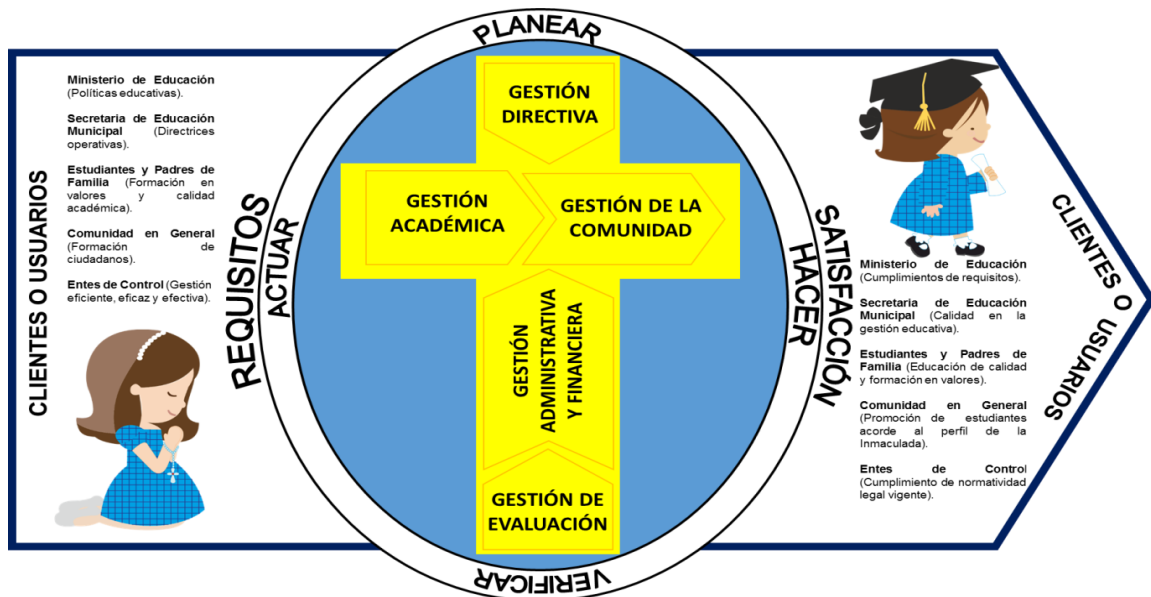 CLIENTES O USUARIOS
Ministerio de Educación
(Políticas educativas).
Secretaria de Educación
Municipal (Directrices
operativas).
Estudiantes y Padres de
Familia (Formación en
valores y calidad
académica).
Comunidad en General
(Formación de
ciudadanos).
Entes de Control (Gestión
eficiente, eficaz y efectiva).
REQUISITOS
ACTUAR
PLANEAR
GESTIÓN
DIRECTIVA
GESTIÓN
ACADÉMICA
GESTIÓN DE LA
COMUNIDAD
GESTIÓN
ADMINISTRATIVA
Y FINANCIERA
GESTIÓN DE
EVALUACIÓN
VERIFICAR
HACER
SATISFACCIÓN
Ministerio de Educación
(Cumplimientos de requisitos).
Secretaria de Educación
Municipal (Calidad en la
gestión educativa).
Estudiantes y Padres de
Familia (Educación de calidad
y formación en valores).
Comunidad en General
(Promoción de estudiantes
acorde al perfil de la
Inmaculada).
Entes de Control
(Cumplimiento de normatividad
legal vigente).
CLIENTES O USUARIOS